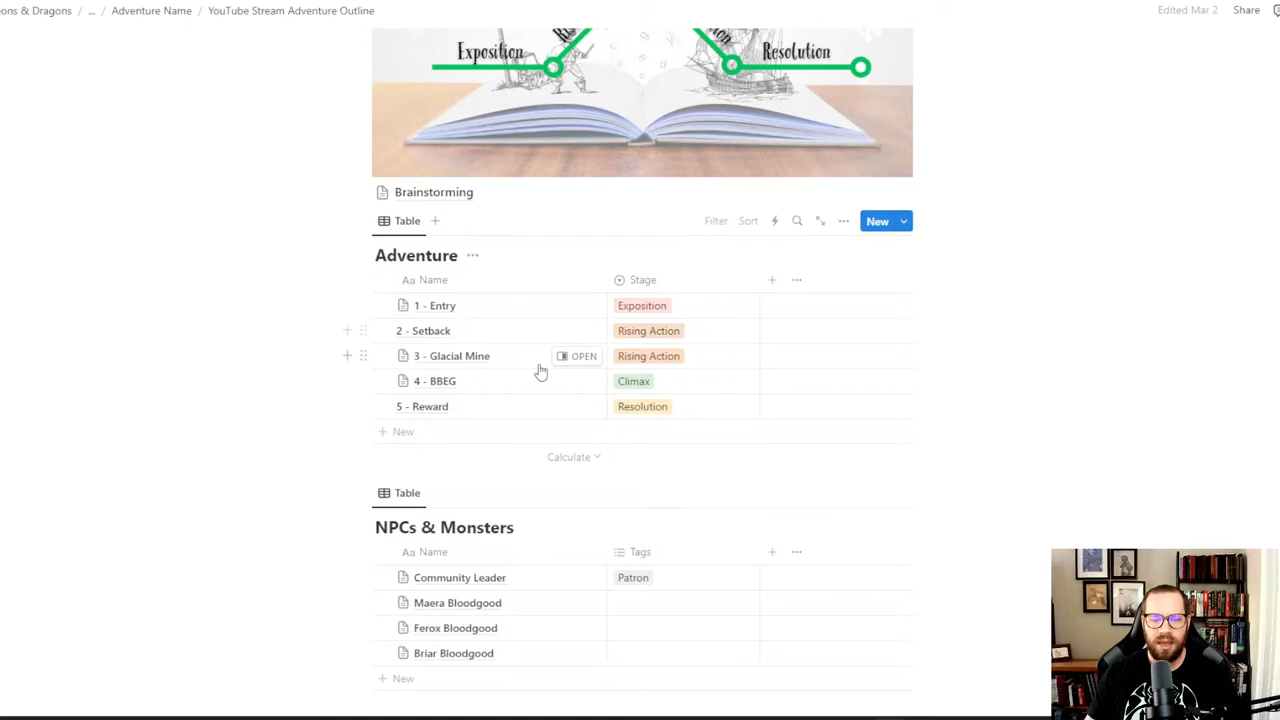 ons & Dragons / ... / Adventure Name / YouTube Stream Adventure Outline
Edited Mar 2 Share
Exposition
Resolution
Brainstorming
Table
Filter Sort New
Adventure
Aa Name Stage
1 - Entry Exposition
2 - Setback Rising Action
3 - Glacial Mine OPEN Rising Action
4 - BBEG Climax
5 - Reward Resolution
+ New
Calculate
Table
NPCs & Monsters
Aa Name Tags
Community Leader Patron
Maera Bloodgood
Ferox Bloodgood
Briar Bloodgood
+ New